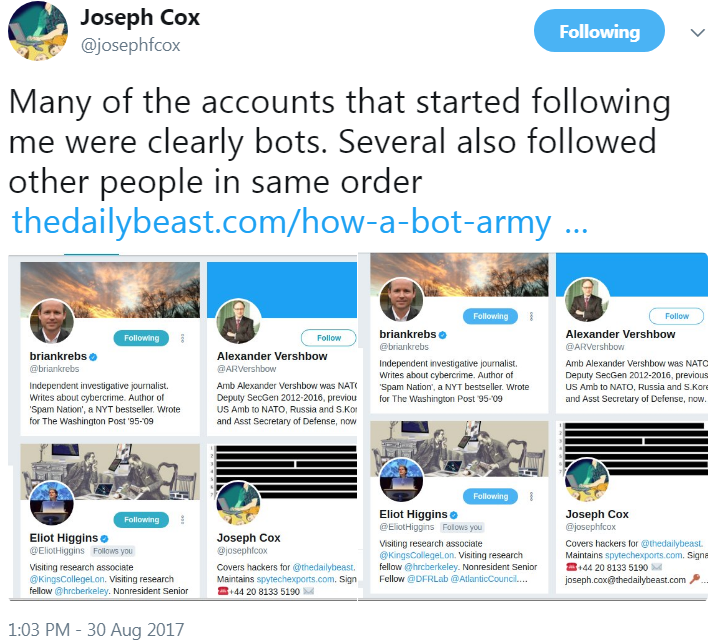 Joseph Cox
@josephfcox
Following
Many of the accounts that started following
me were clearly bots. Several also followed
other people in same order
thedailybeast.com/how-a-bot-army ...
Following
briankrebs
@briankrebs
Independent investigative journalist.
Writes about cybercrime. Author of
'Spam Nation', a NYT bestseller. Wrote
for The Washington Post '95-'09
Follow
Alexander Vershbow
@ARVershbow
Amb Alexander Vershbow was NATO
Deputy SecGen 2012-2016, previou
US Amb to NATO, Russia and S.Kor
and Asst Secretary of Defense, now
Following
Eliot Higgins
@EliotHiggins Follows you
Visiting research associate
@KingsCollegeLon. Visiting research
fellow @hrcberkeley. Nonresident Senior
Joseph Cox
@josephfcox
Covers hackers for @thedailybeast.
Maintains spytechexports.com. Sign
+44 20 8133 5190
Following
briankrebs
@briankrebs
Independent investigative journalist.
Writes about cybercrime. Author of
'Spam Nation', a NYT bestseller. Wrote
for The Washington Post '95-'09
Follow
Alexander Vershbow
@ARVershbow
Amb Alexander Vershbow was NATO
Deputy SecGen 2012-2016, previous
US Amb to NATO, Russia and S.Kore
and Asst Secretary of Defense, now.
Following
Eliot Higgins
@EliotHiggins Follows you
Visiting research associate
@KingsCollegeLon. Visiting research
fellow @hrcberkeley. Nonresident Senior
Fellow @DFRLab @AtlanticCouncil....
Joseph Cox
@josephfcox
Covers hackers for @thedailybeast.
Maintains spytechexports.com. Signa
+44 20 8133 5190
joseph.cox@thedailybeast.com ...
1:03 PM - 30 Aug 2017